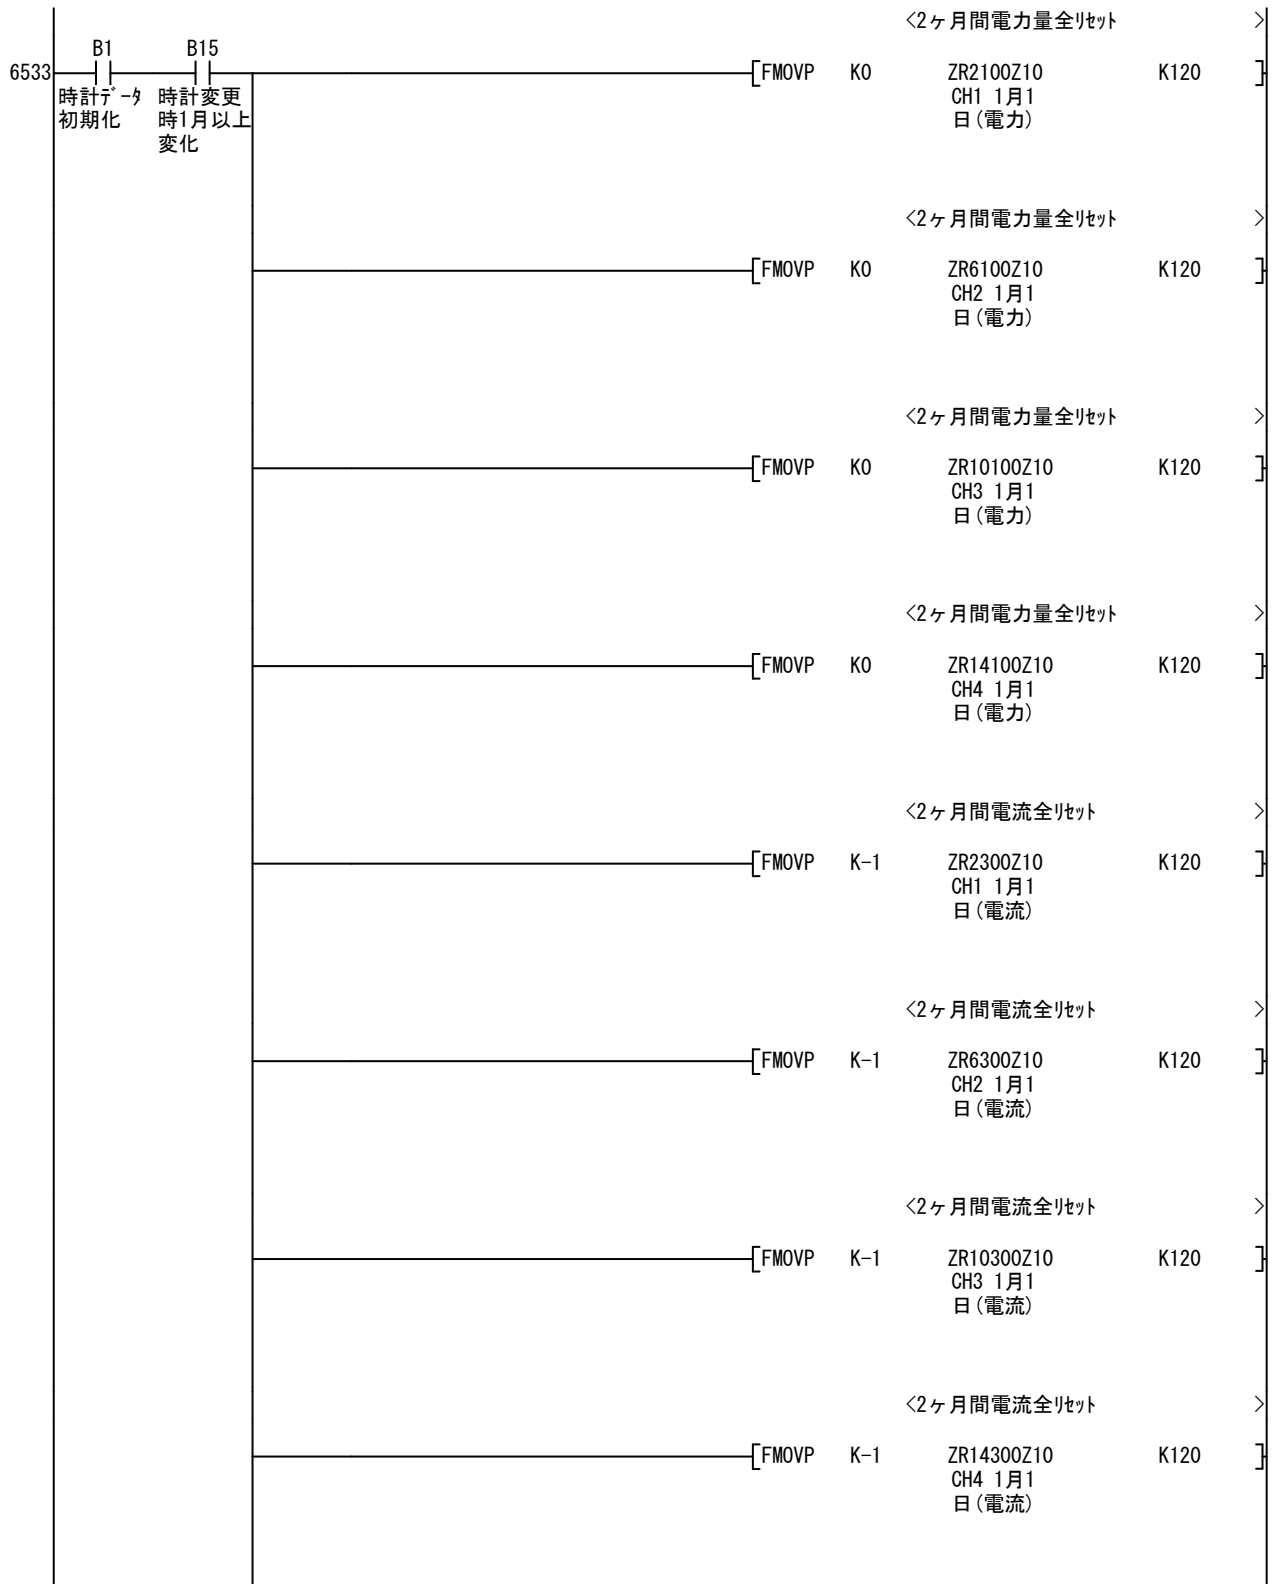 <2ヶ月間電力量全ﾘｾｯﾄ >
B1 B15
6533 [FMOVP K0 ZR2100Z10 K120 ]
時計ﾃﾞｰﾀ 時計変更 CH1 1月1
初期化 時1月以上 日(電力)
変化
<2ヶ月間電力量全ﾘｾｯﾄ >
[FMOVP K0 ZR6100Z10 K120 ]
CH2 1月1
日(電力)
<2ヶ月間電力量全ﾘｾｯﾄ >
[FMOVP K0 ZR10100Z10 K120 ]
CH3 1月1
日(電力)
<2ヶ月間電力量全ﾘｾｯﾄ >
[FMOVP K0 ZR14100Z10 K120 ]
CH4 1月1
日(電力)
<2ヶ月間電流全ﾘｾｯﾄ >
[FMOVP K-1 ZR2300Z10 K120 ]
CH1 1月1
日(電流)
<2ヶ月間電流全ﾘｾｯﾄ >
[FMOVP K-1 ZR6300Z10 K120 ]
CH2 1月1
日(電流)
<2ヶ月間電流全ﾘｾｯﾄ >
[FMOVP K-1 ZR10300Z10 K120 ]
CH3 1月1
日(電流)
<2ヶ月間電流全ﾘｾｯﾄ >
[FMOVP K-1 ZR14300Z10 K120 ]
CH4 1月1
日(電流)